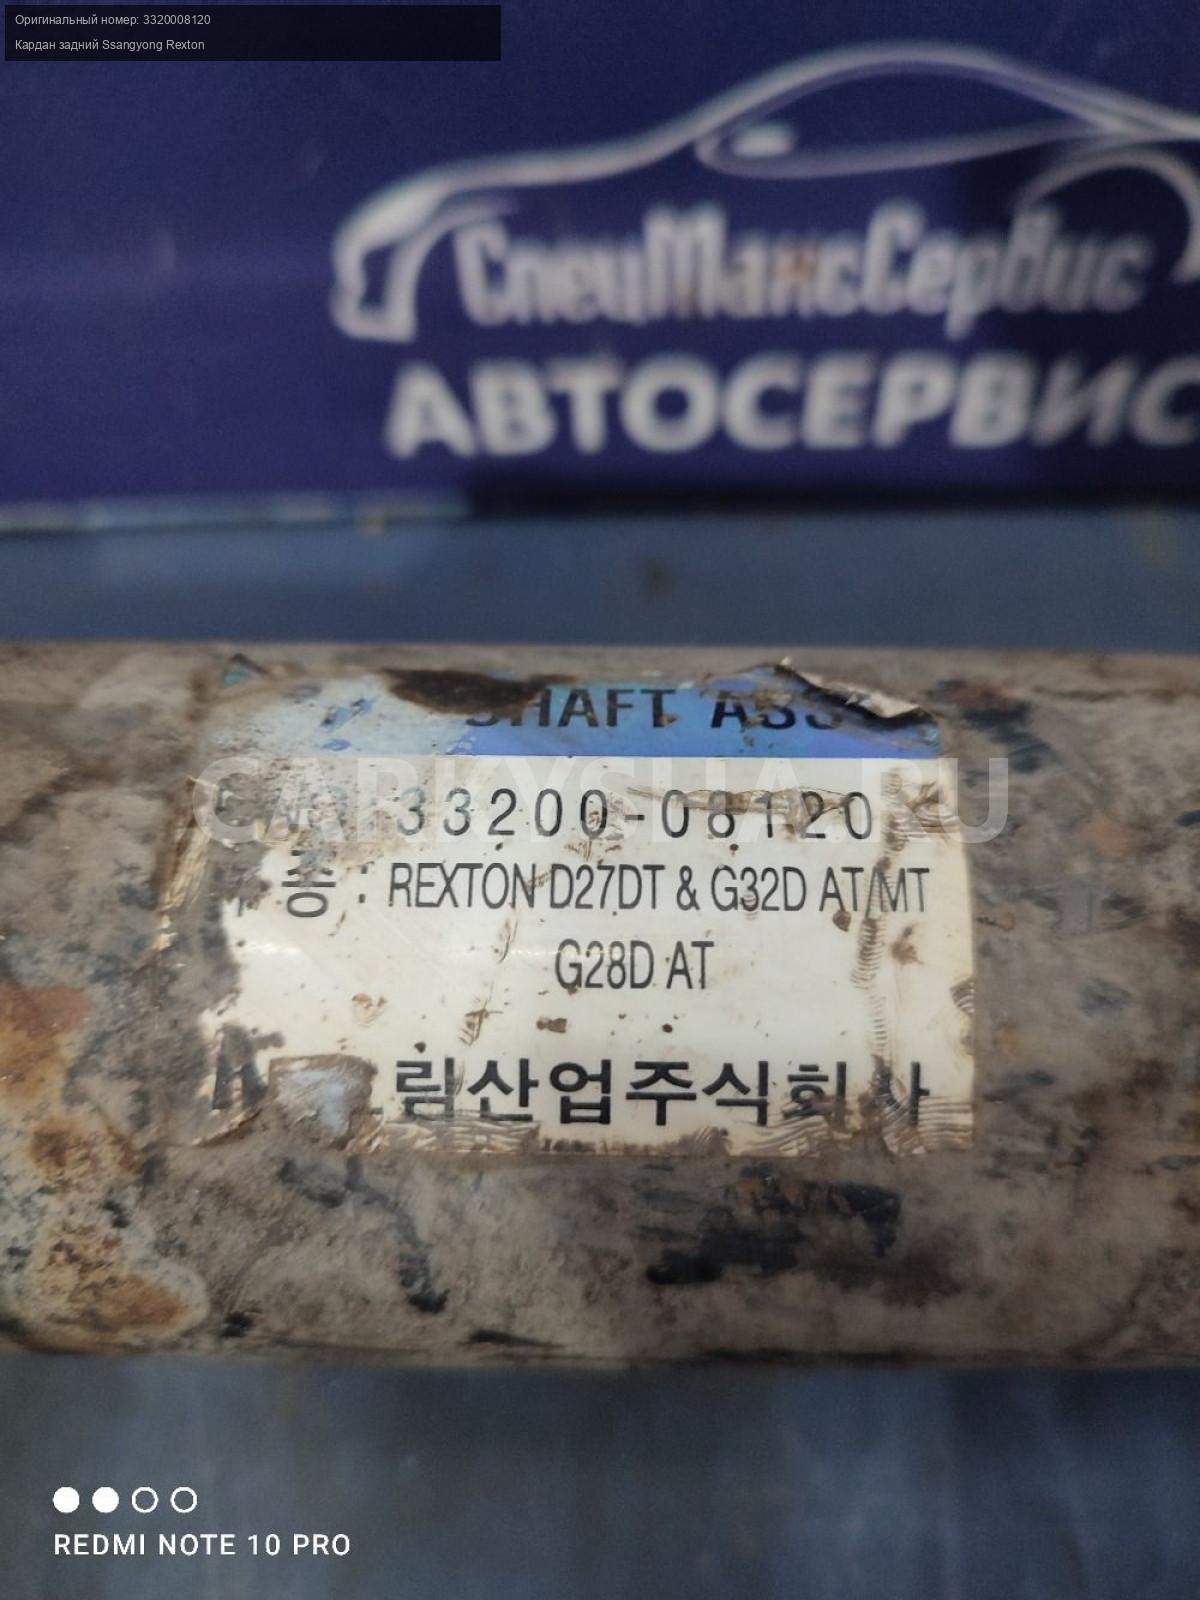 Оригинальный номер: 3320008120
Кардан задний Ssangyong Rexton
СпецМаксСервис
АВТОСЕРВИС
SHAFT ASS
CARKYSHA.RU
33200-08120
종 : REXTON D27DT & G32D AT/MT
G28D AT
림산업주식회사
REDMI NOTE 10 PRO